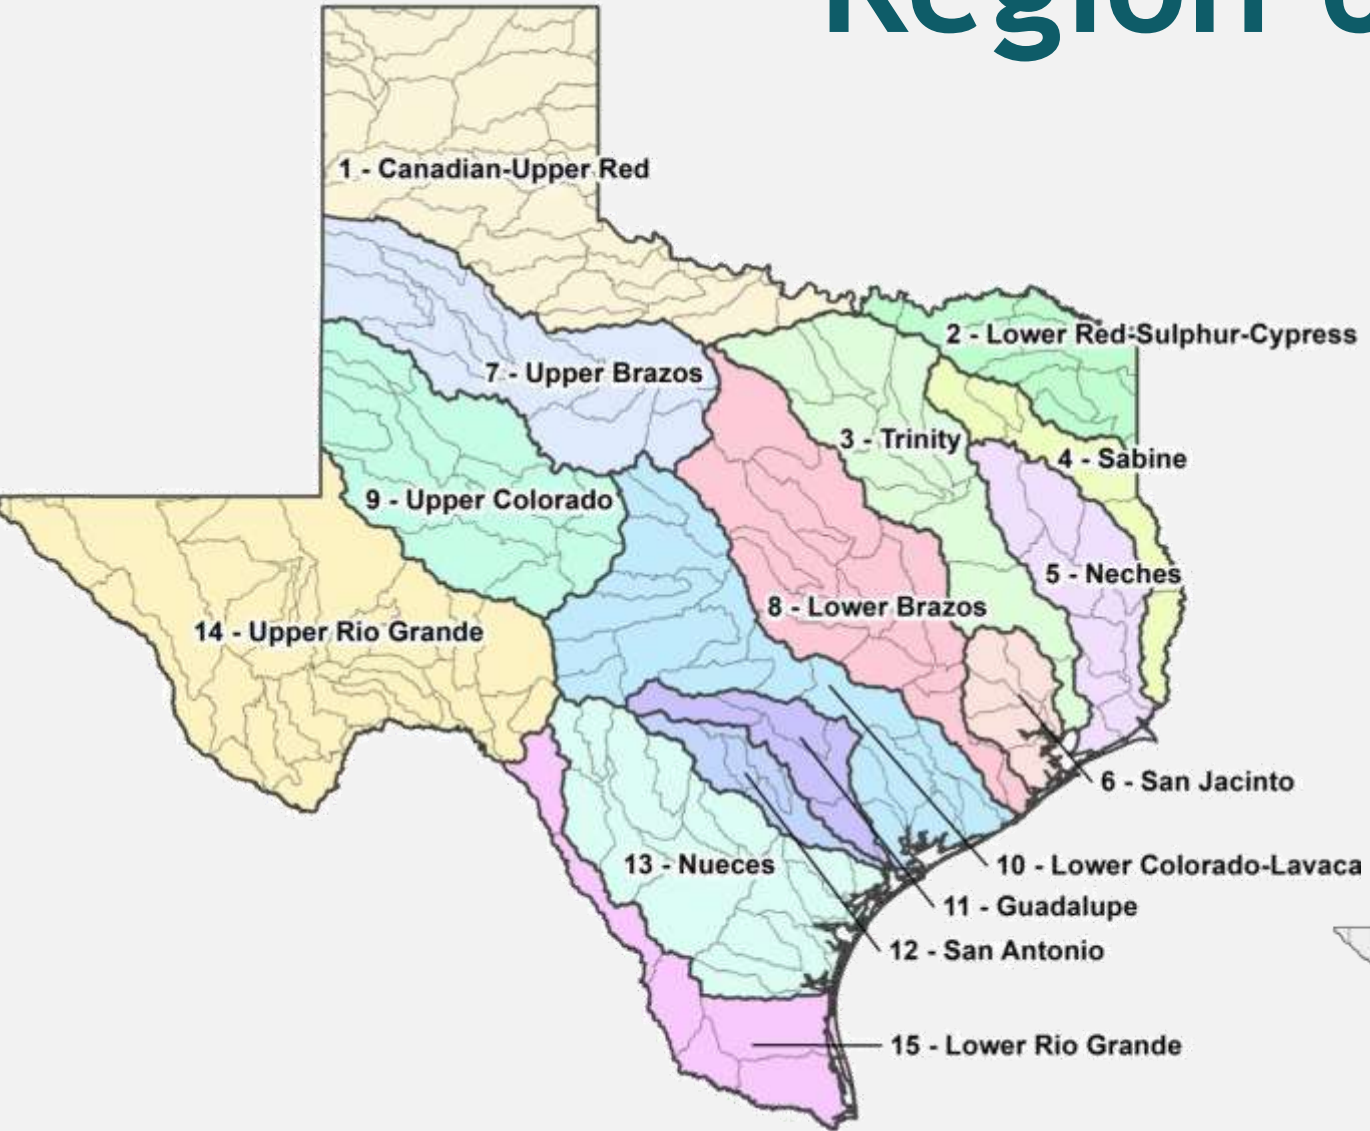 Region
1 - Canadian-Upper Red
2 - Lower Red-Sulphur-Cypress
7 - Upper Brazos
3 - Trinity
4 - Sabine
9 - Upper Colorado
5 - Neches
8 - Lower Brazos
14 - Upper Rio Grande
6 - San Jacinto
13 - Nueces
10 - Lower Colorado-Lavaca
11 - Guadalupe
12 - San Antonio
15 - Lower Rio Grande